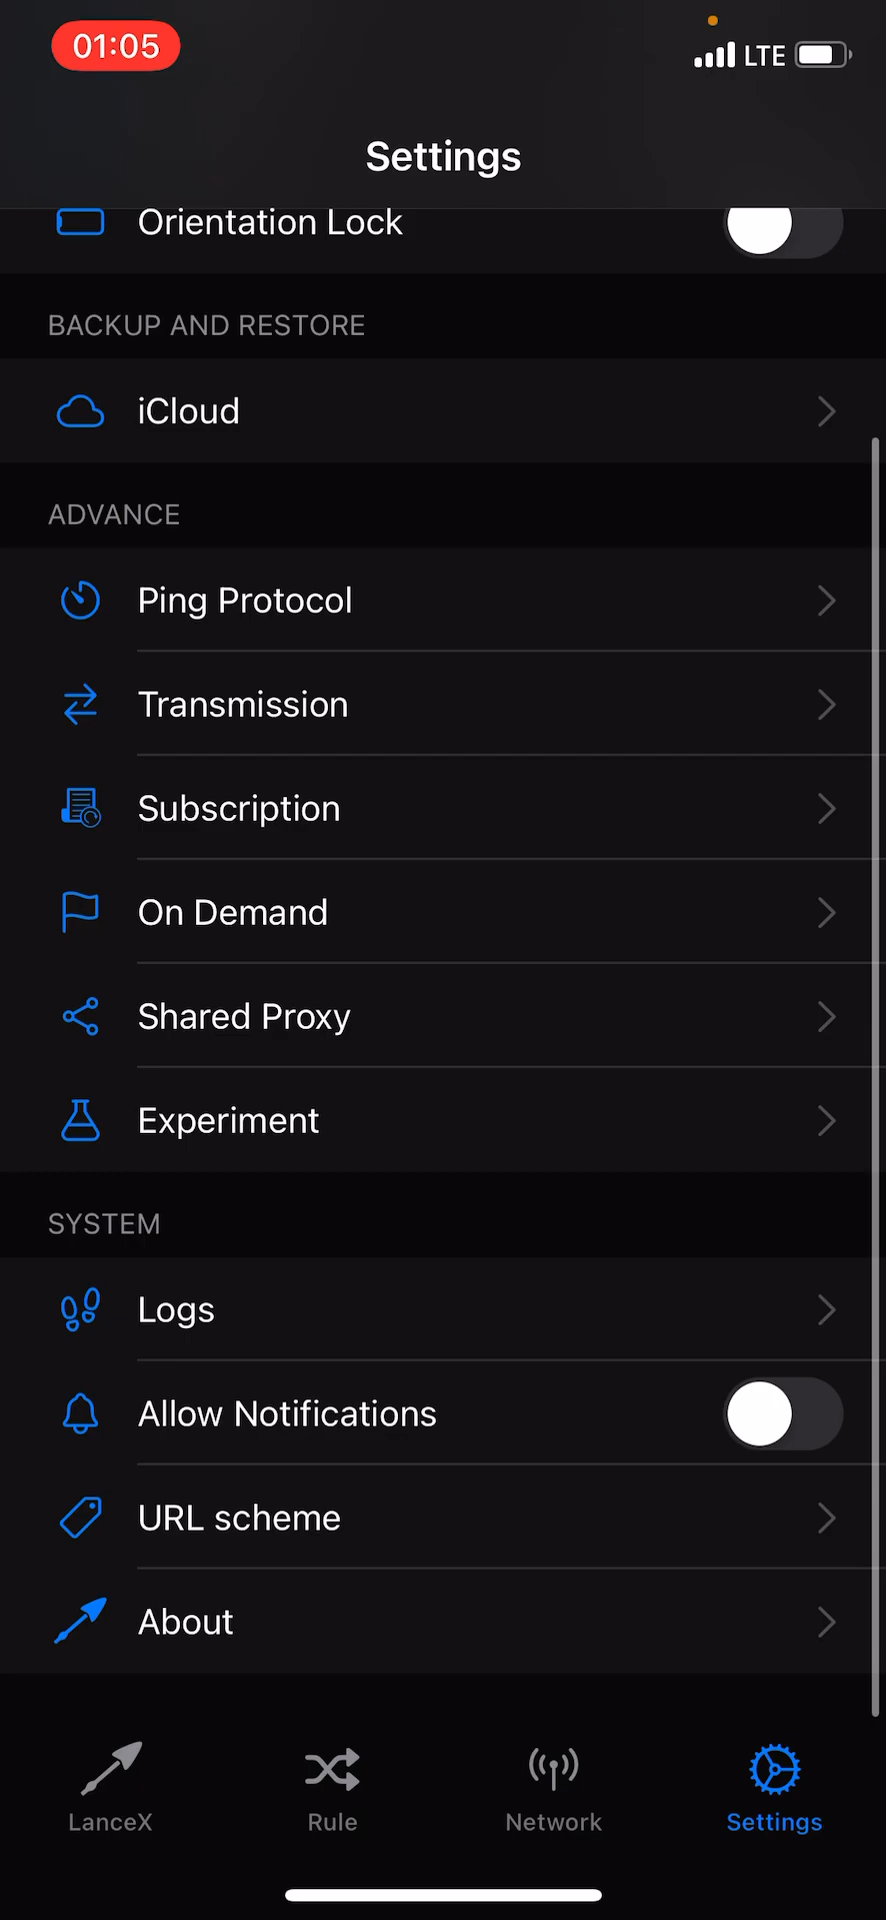 01:05
LTE
Settings
Orientation Lock
BACKUP AND RESTORE
iCloud
ADVANCE
Ping Protocol
Transmission
Subscription
On Demand
Shared Proxy
Experiment
SYSTEM
Logs
Allow Notifications
URL scheme
About
LanceX
Rule
Network
Settings